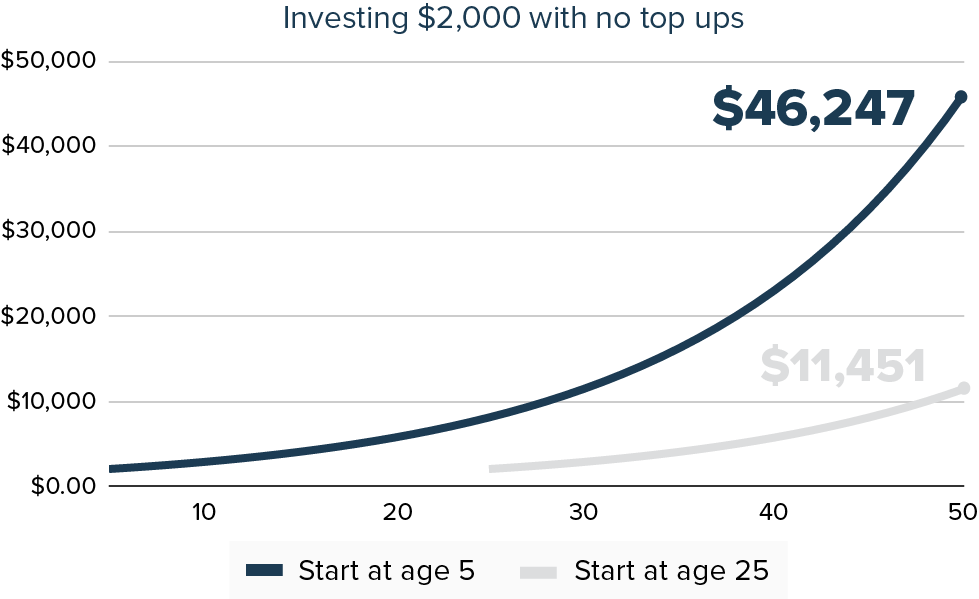 Investing $2,000 with no top ups
$50,000
$46,247
$40,000
$30,000
$20,000
$11,451
$10,000
$0.00
10 20 30 40 50
Start at age 5 Start at age 25